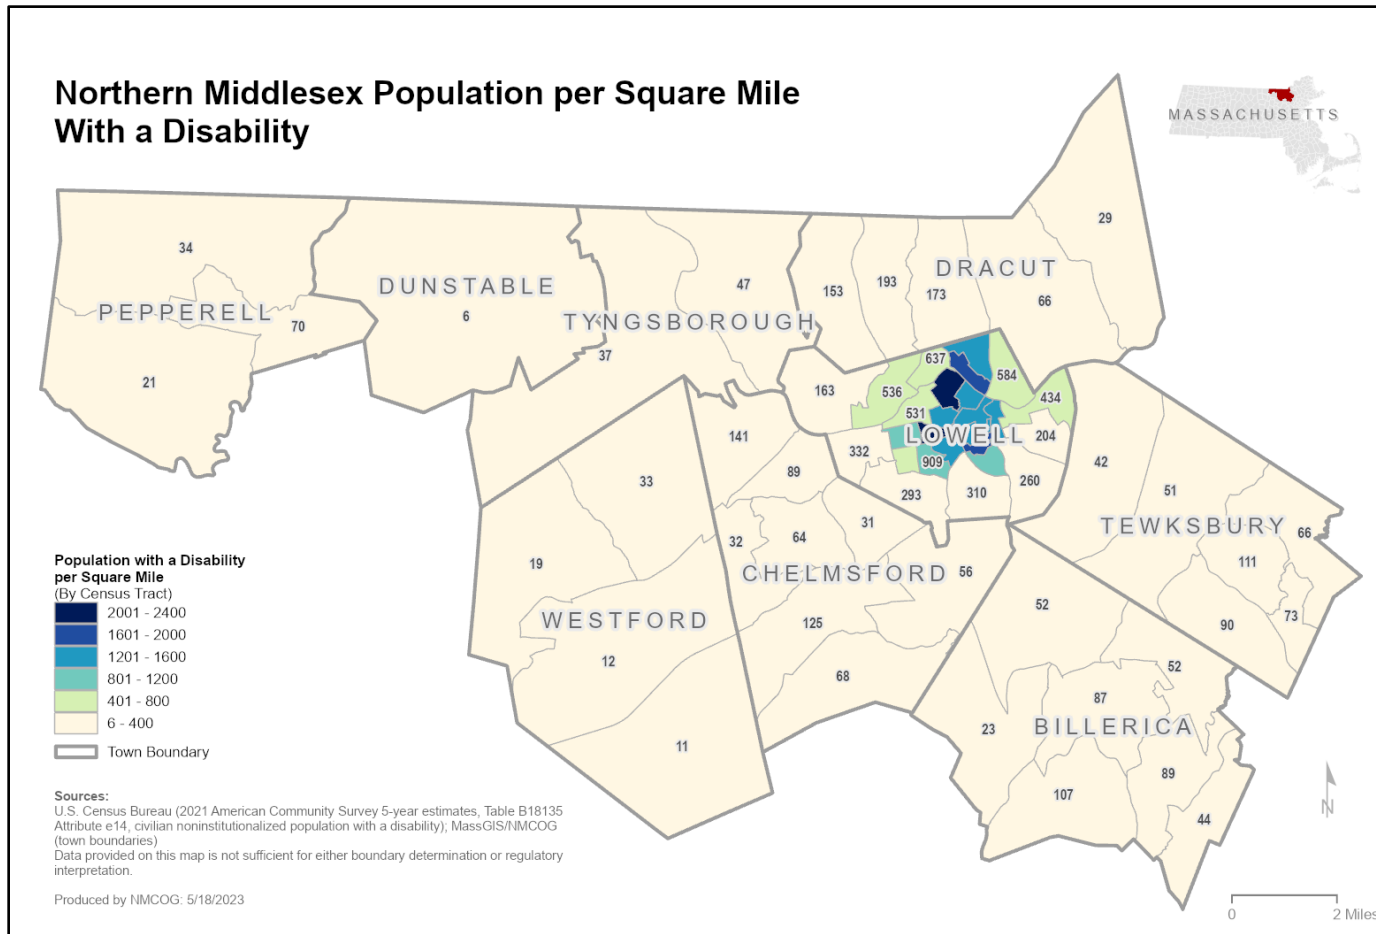 Northern Middlesex Population per Square Mile
With a Disability
MASSACHUSETTS
29
34
DRACUT
47
153
193
173
66
DUNSTABLE
6
PEPPERELL
70
TYNGSBOROUGH
37
21
637
163
536
584
434
531
LOWELL
141
332
204
909
89
42
33
293
310
260
51
31
TEWKSBURY
66
32
64
19
CHELMSFORD
56
111
52
WESTFORD
125
90
73
12
68
52
87
23
BILLERICA
11
89
107
44
Population with a Disability
per Square Mile
(By Census Tract)
2001 - 2400
1601 - 2000
1201 - 1600
801 - 1200
401 - 800
6 - 400
Town Boundary
Sources:
U.S. Census Bureau (2021 American Community Survey 5-year estimates, Table B18135
Attribute e14, civilian noninstitutionalized population with a disability); MassGIS/NMCOG
(town boundaries)
Data provided on this map is not sufficient for either boundary determination or regulatory
interpretation.
Produced by NMCOG: 5/18/2023
N
0 2 Miles